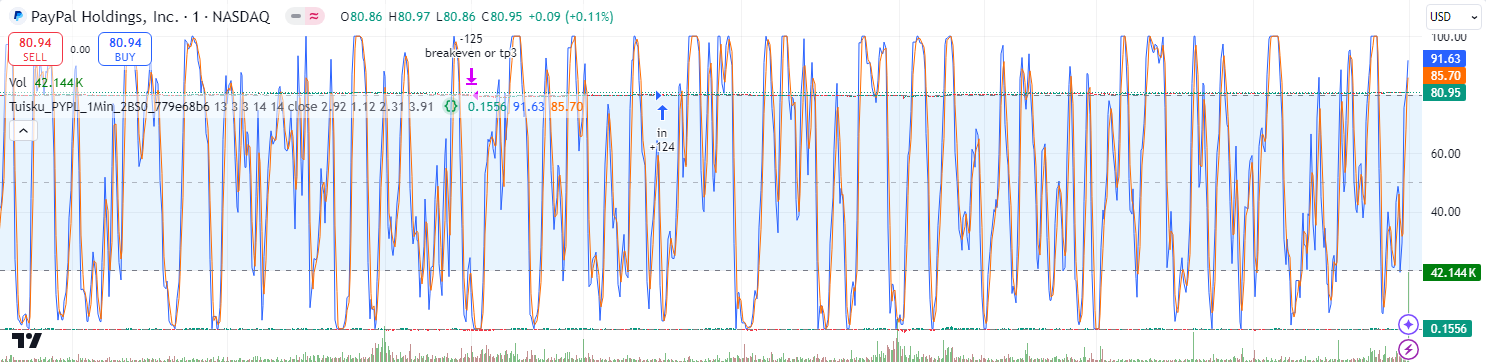 PayPal Holdings, Inc. · 1 · NASDAQ O80.86 H80.97 L80.86 C80.95 +0.09 (+0.11%) USD
80.94 SELL 0.00 80.94 BUY
-125
breakeven or tp3
Vol 42.144 K
Tuisku_PYPL_1Min_2BS0_779e68b6 13 3 3 14 14 close 2.92 1.12 2.31 3.91 {} 0.1556 91.63 85.70
in
+124
100.00
91.63
85.70
80.95
60.00
40.00
42.144 K
0.1556